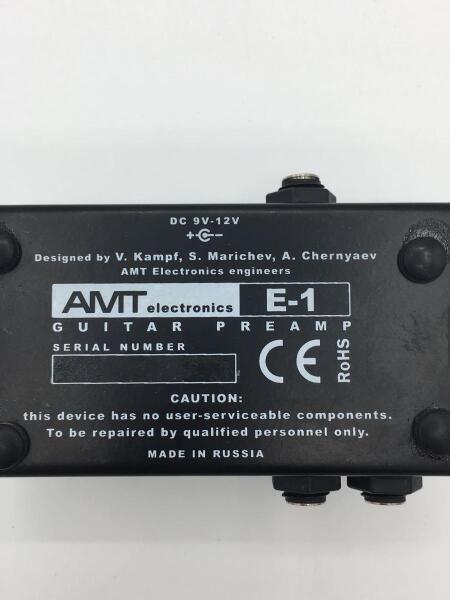 DC 9V-12V
+ -
Designed by V. Kampf, S. Marichev, A. Chernyaev
AMT Electronics engineers
AMT electronics E-1
GUITAR PREAMP
SERIAL NUMBER
CE RoHS
CAUTION:
this device has no user-serviceable components.
To be repaired by qualified personnel only.
MADE IN RUSSIA